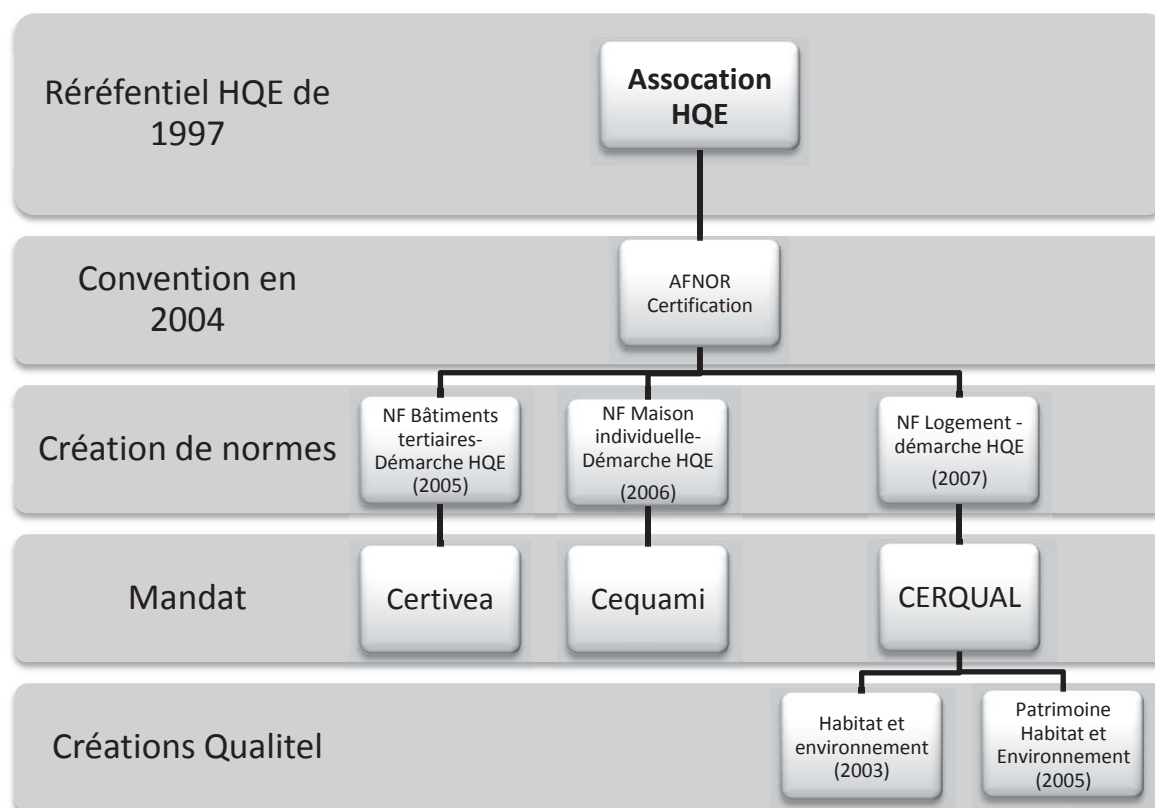 Réréfentiel HQE de
1997
Assocation
HQE
Convention en
2004
AFNOR
Certification
Création de normes
NF Bâtiments
tertiaires-
Démarche HQE
(2005)
NF Maison
individuelle-
Démarche HQE
(2006)
NF Logement -
démarche HQE
(2007)
Mandat
Certivea
Cequami
CERQUAL
Créations Qualitel
Habitat et
environnement
(2003)
Patrimoine
Habitat et
Environnement
(2005)